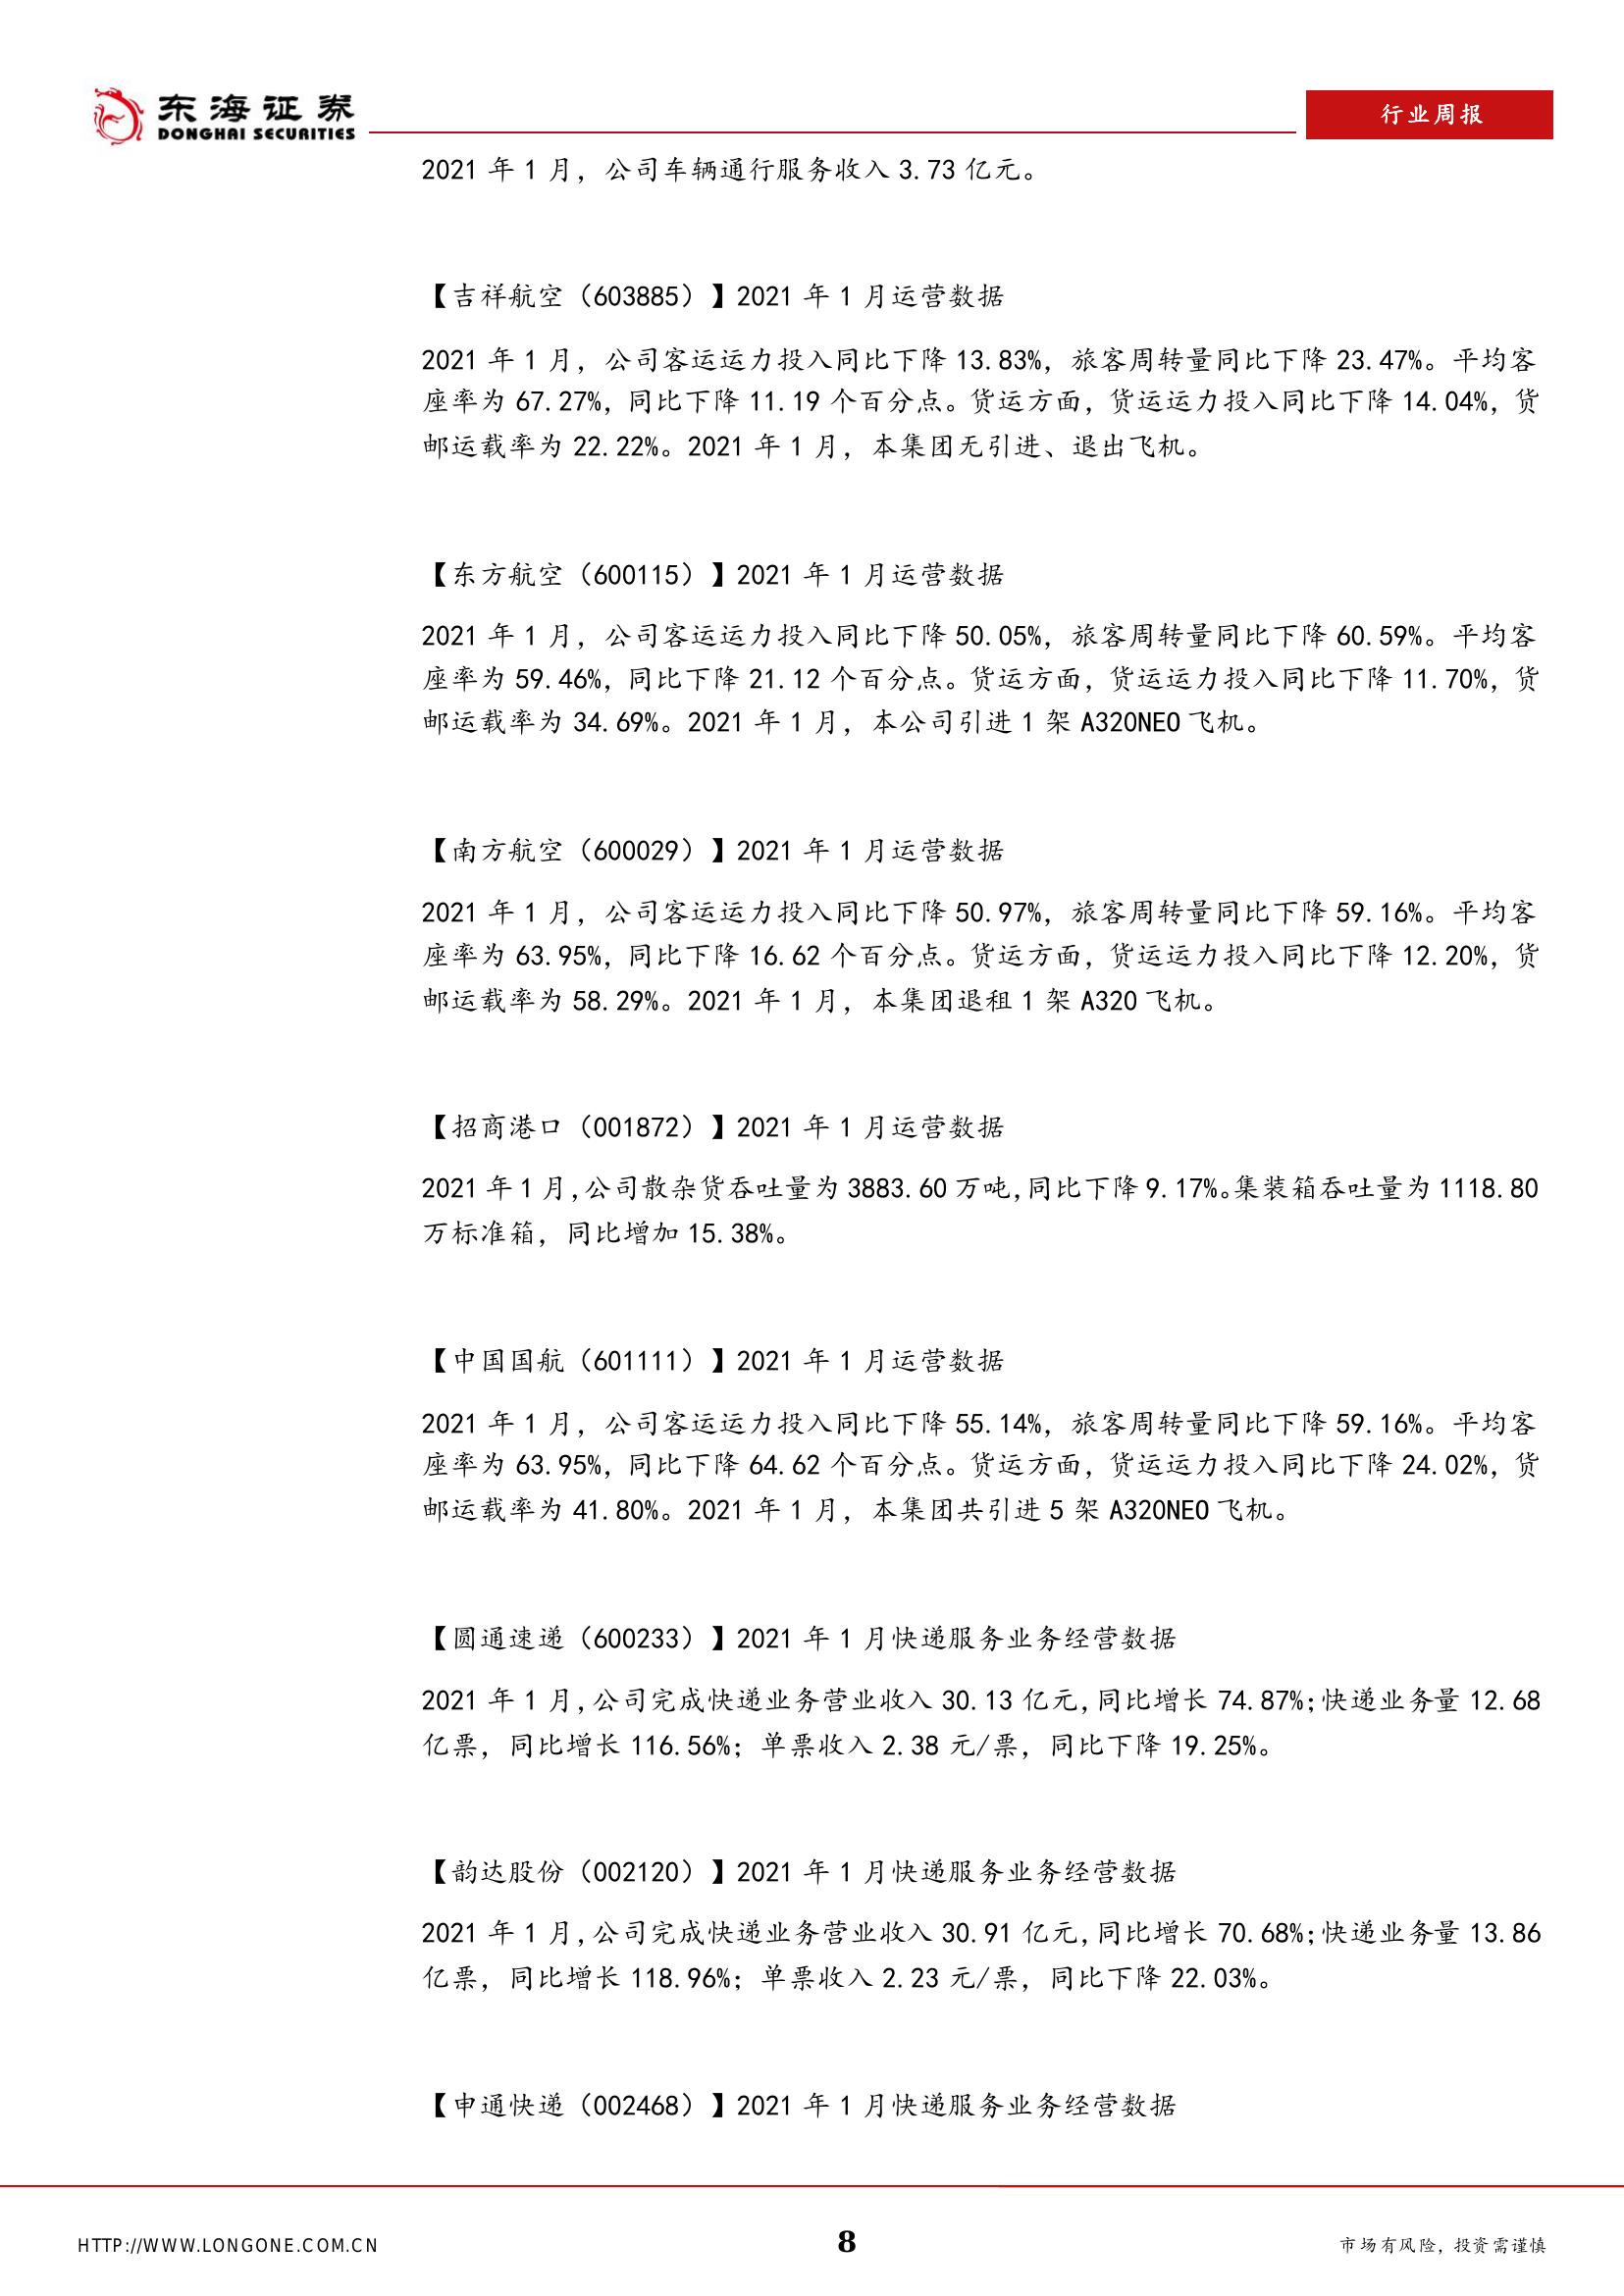 东海证券
DONGHAI SECURITIES
行业周报
2021 年 1 月，公司车辆通行服务收入 3.73 亿元。
【吉祥航空（603885）】2021 年 1 月运营数据
2021 年 1 月，公司客运运力投入同比下降 13.83%，旅客周转量同比下降 23.47%。平均客
座率为 67.27%，同比下降 11.19 个百分点。货运方面，货运运力投入同比下降 14.04%，货
邮运载率为 22.22%。2021 年 1 月，本集团无引进、退出飞机。
【东方航空（600115）】2021 年 1 月运营数据
2021 年 1 月，公司客运运力投入同比下降 50.05%，旅客周转量同比下降 60.59%。平均客
座率为 59.46%，同比下降 21.12 个百分点。货运方面，货运运力投入同比下降 11.70%，货
邮运载率为 34.69%。2021 年 1 月，本公司引进 1 架 A320NEO 飞机。
【南方航空（600029）】2021 年 1 月运营数据
2021 年 1 月，公司客运运力投入同比下降 50.97%，旅客周转量同比下降 59.16%。平均客
座率为 63.95%，同比下降 16.62 个百分点。货运方面，货运运力投入同比下降 12.20%，货
邮运载率为 58.29%。2021 年 1 月，本集团退租 1 架 A320 飞机。
【招商港口（001872）】2021 年 1 月运营数据
2021 年 1 月，公司散杂货吞吐量为 3883.60 万吨，同比下降 9.17%。集装箱吞吐量为 1118.80
万标准箱，同比增加 15.38%。
【中国国航（601111）】2021 年 1 月运营数据
2021 年 1 月，公司客运运力投入同比下降 55.14%，旅客周转量同比下降 59.16%。平均客
座率为 63.95%，同比下降 64.62 个百分点。货运方面，货运运力投入同比下降 24.02%，货
邮运载率为 41.80%。2021 年 1 月，本集团共引进 5 架 A320NEO 飞机。
【圆通速递（600233）】2021 年 1 月快递服务业务经营数据
2021 年 1 月，公司完成快递业务营业收入 30.13 亿元，同比增长 74.87%；快递业务量 12.68
亿票，同比增长 116.56%；单票收入 2.38 元/票，同比下降 19.25%。
【韵达股份（002120）】2021 年 1 月快递服务业务经营数据
2021 年 1 月，公司完成快递业务营业收入 30.91 亿元，同比增长 70.68%；快递业务量 13.86
亿票，同比增长 118.96%；单票收入 2.23 元/票，同比下降 22.03%。
【申通快递（002468）】2021 年 1 月快递服务业务经营数据
HTTP://WWW.LONGONE.COM.CN
8
市场有风险，投资需谨慎